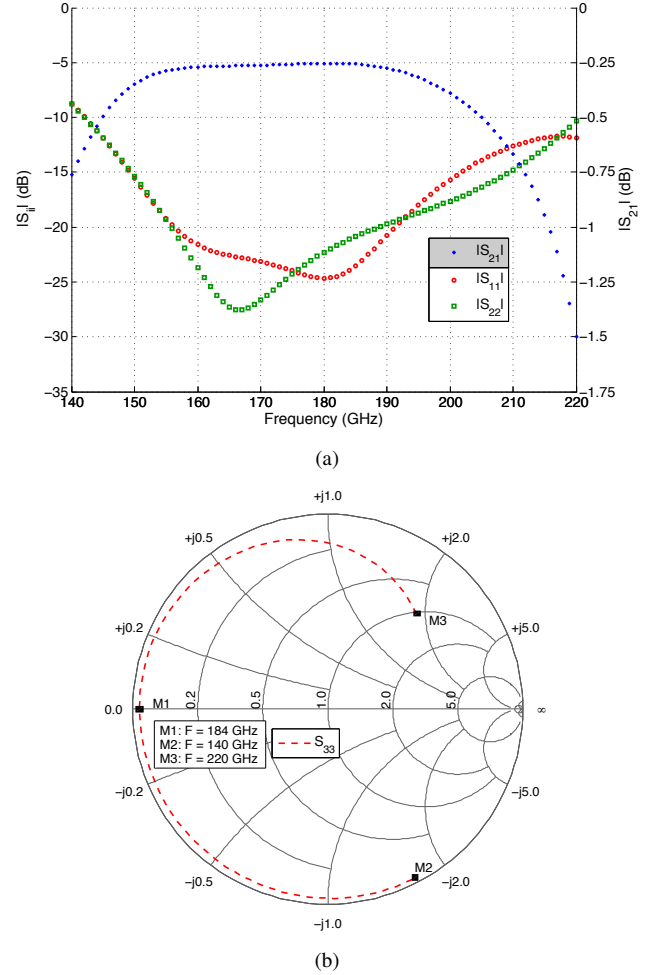 0 0
−5 −0.25
−10 −0.5
−15 −0.75
−20 −1
−25 −1.25
−30 −1.5
−35 −1.75
|S_ii| (dB)
|S_21| (dB)
|S_21|
|S_11|
|S_22|
140 150 160 170 180 190 200 210 220
Frequency (GHz)
(a)
+j1.0
+j0.5 +j2.0
+j0.2 +j5.0
M3
0.0 M1 0.2 0.5 1.0 2.0 5.0 ∞
M1: F = 184 GHz
M2: F = 140 GHz
M3: F = 220 GHz
S_33
−j0.2 −j5.0
M2
−j0.5 −j2.0
−j1.0
(b)